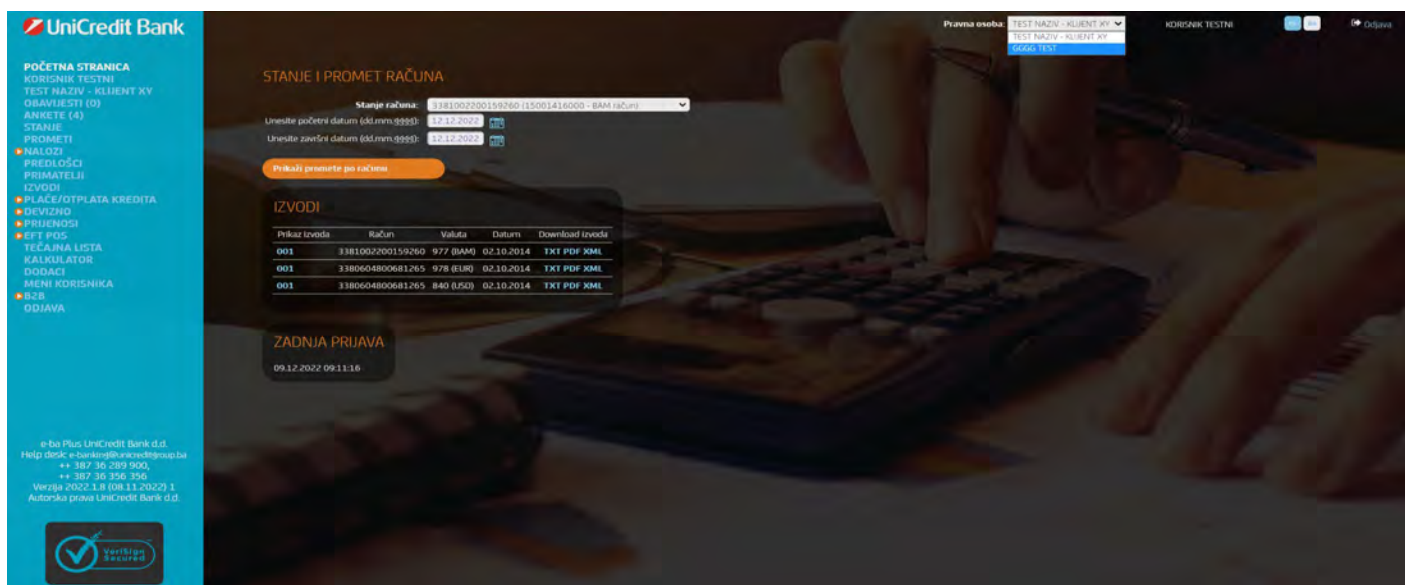 UniCredit Bank
Pravna osoba: TEST NAZIV - KLIJENT XY
KORISNIK TESTNI
Odjava
TEST NAZIV - KLIJENT XY
GGGG TEST
POČETNA STRANICA
KORISNIK TESTNI
TEST NAZIV - KLIJENT XY
OBAVIJESTI (0)
ANKETE (4)
STANJE
PROMETI
NALOZI
PREDLOŠCI
PRIMATELJI
IZVODI
PLAĆE/OTPLATA KREDITA
DEVIZNO
PRIJENOSI
EFT POS
TEČAJNA LISTA
KALKULATOR
DODACI
MENI KORISNIKA
B2B
ODJAVA
STANJE I PROMET RAČUNA
Stanje računa: 3381002200159260 (15001416000 - BAM račun)
Unesite početni datum (dd.mm.gggg): 12.12.2022
Unesite završni datum (dd.mm.gggg): 12.12.2022
Prikaži promete po računu
IZVODI
Prikaz izvoda Račun Valuta Datum Download izvoda
001 3381002200159260 977 (BAM) 02.10.2014 TXT PDF XML
001 3380604800681265 978 (EUR) 02.10.2014 TXT PDF XML
001 3380604800681265 840 (USD) 02.10.2014 TXT PDF XML
ZADNJA PRIJAVA
09.12.2022 09:11:16
e-ba Plus UniCredit Bank d.d.
Help desk: e-banking@unicreditgroup.ba
++ 387 36 289 900,
++ 387 36 356 356
Verzija 2022.1.8 (08.11.2022) 1
Autorska prava UniCredit Bank d.d.
VeriSign
Secured